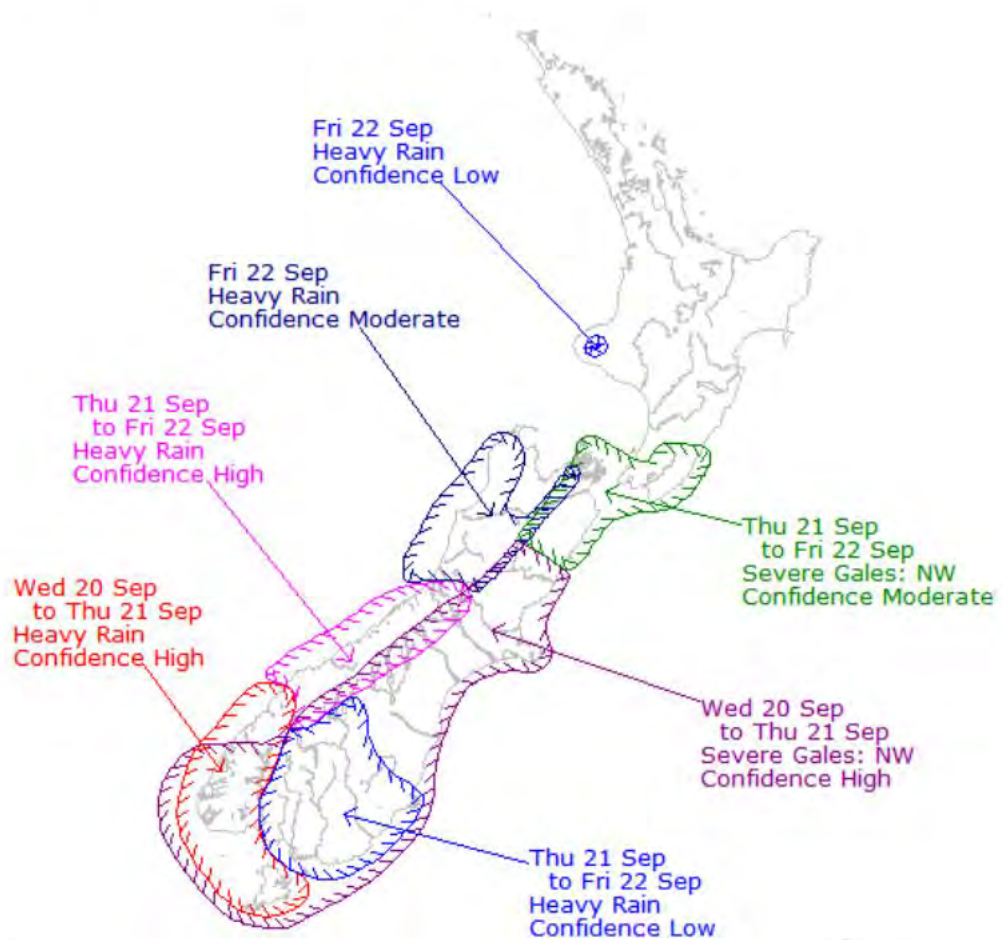 Fri 22 Sep
Heavy Rain
Confidence Low
Fri 22 Sep
Heavy Rain
Confidence Moderate
Thu 21 Sep
to Fri 22 Sep
Heavy Rain
Confidence High
Thu 21 Sep
to Fri 22 Sep
Severe Gales: NW
Confidence Moderate
Wed 20 Sep
to Thu 21 Sep
Heavy Rain
Confidence High
Wed 20 Sep
to Thu 21 Sep
Severe Gales: NW
Confidence High
Thu 21 Sep
to Fri 22 Sep
Heavy Rain
Confidence Low